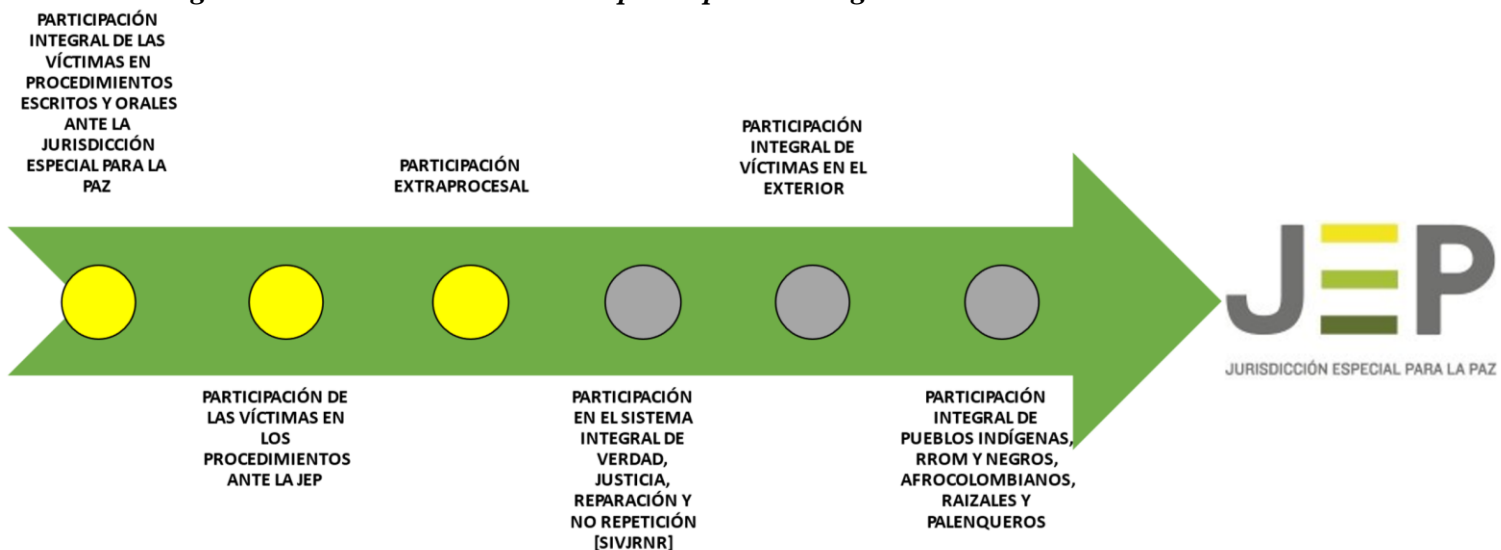 PARTICIPACIÓN
INTEGRAL DE LAS
VÍCTIMAS EN
PROCEDIMIENTOS
ESCRITOS Y ORALES
ANTE LA
JURISDICCIÓN
ESPECIAL PARA LA
PAZ
PARTICIPACIÓN
EXTRAPROCESAL
PARTICIPACIÓN
INTEGRAL DE
VÍCTIMAS EN EL
EXTERIOR
JEP
JURISDICCIÓN ESPECIAL PARA LA PAZ
PARTICIPACIÓN DE
LAS VÍCTIMAS EN
LOS
PROCEDIMIENTOS
ANTE LA JEP
PARTICIPACIÓN
EN EL SISTEMA
INTEGRAL DE
VERDAD,
JUSTICIA,
REPARACIÓN Y
NO REPETICIÓN
[SIVJRNR]
PARTICIPACIÓN
INTEGRAL DE
PUEBLOS INDÍGENAS,
RROM Y NEGROS,
AFROCOLOMBIANOS,
RAIZALES Y
PALENQUEROS